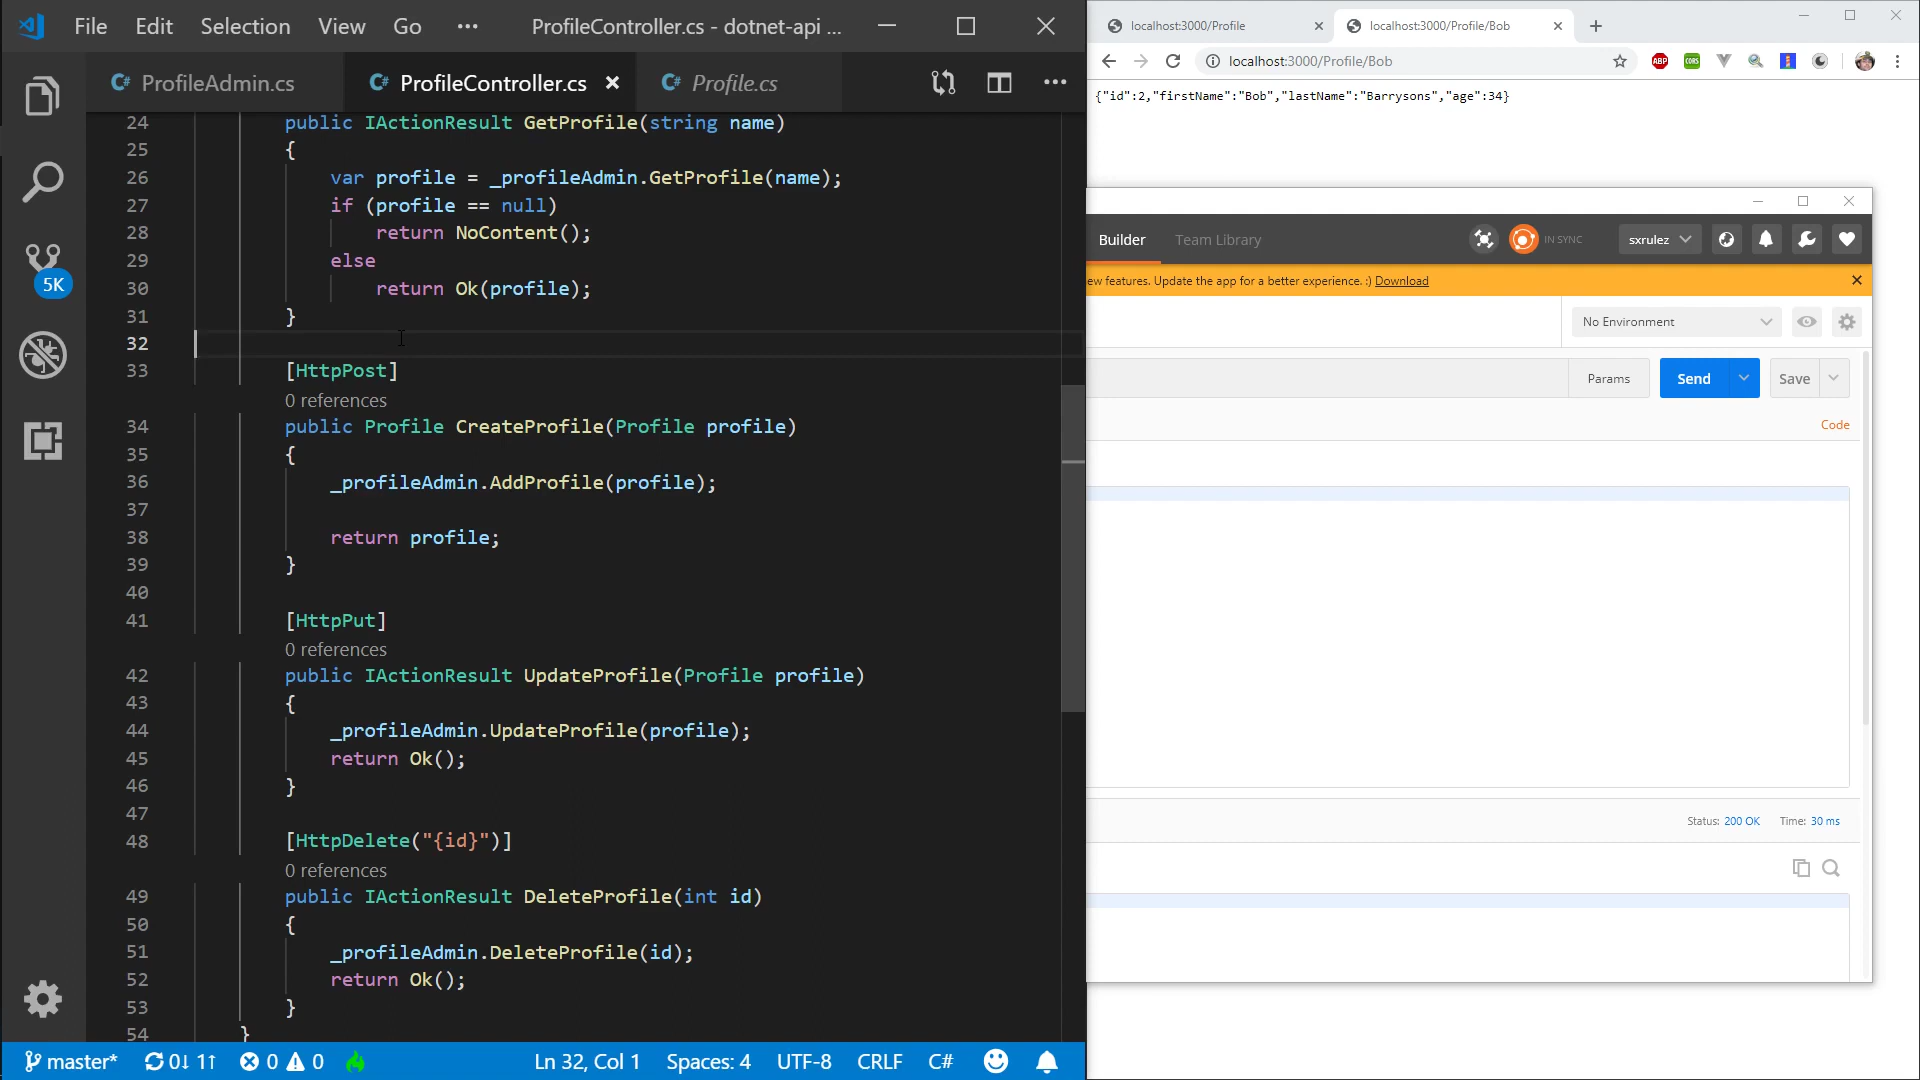 File Edit Selection View Go ··· ProfileController.cs - dotnet-api ...
ProfileAdmin.cs ProfileController.cs Profile.cs
24 public IActionResult GetProfile(string name)
25 {
26 var profile = _profileAdmin.GetProfile(name);
27 if (profile == null)
28 return NoContent();
29 else
30 return Ok(profile);
31 }
32
33 [HttpPost]
0 references
34 public Profile CreateProfile(Profile profile)
35 {
36 _profileAdmin.AddProfile(profile);
37
38 return profile;
39 }
40
41 [HttpPut]
0 references
42 public IActionResult UpdateProfile(Profile profile)
43 {
44 _profileAdmin.UpdateProfile(profile);
45 return Ok();
46 }
47
48 [HttpDelete("{id}")]
0 references
49 public IActionResult DeleteProfile(int id)
50 {
51 _profileAdmin.DeleteProfile(id);
52 return Ok();
53 }
54 }
5K
master* 0↓ 1↑ 0 0 Ln 32, Col 1 Spaces: 4 UTF-8 CRLF C#
localhost:3000/Profile localhost:3000/Profile/Bob
localhost:3000/Profile/Bob
ABP CORS
{"id":2,"firstName":"Bob","lastName":"Barrysons","age":34}
Builder Team Library IN SYNC sxrulez
ew features. Update the app for a better experience. :) Download
No Environment
Params Send Save
Code
Status: 200 OK Time: 30 ms